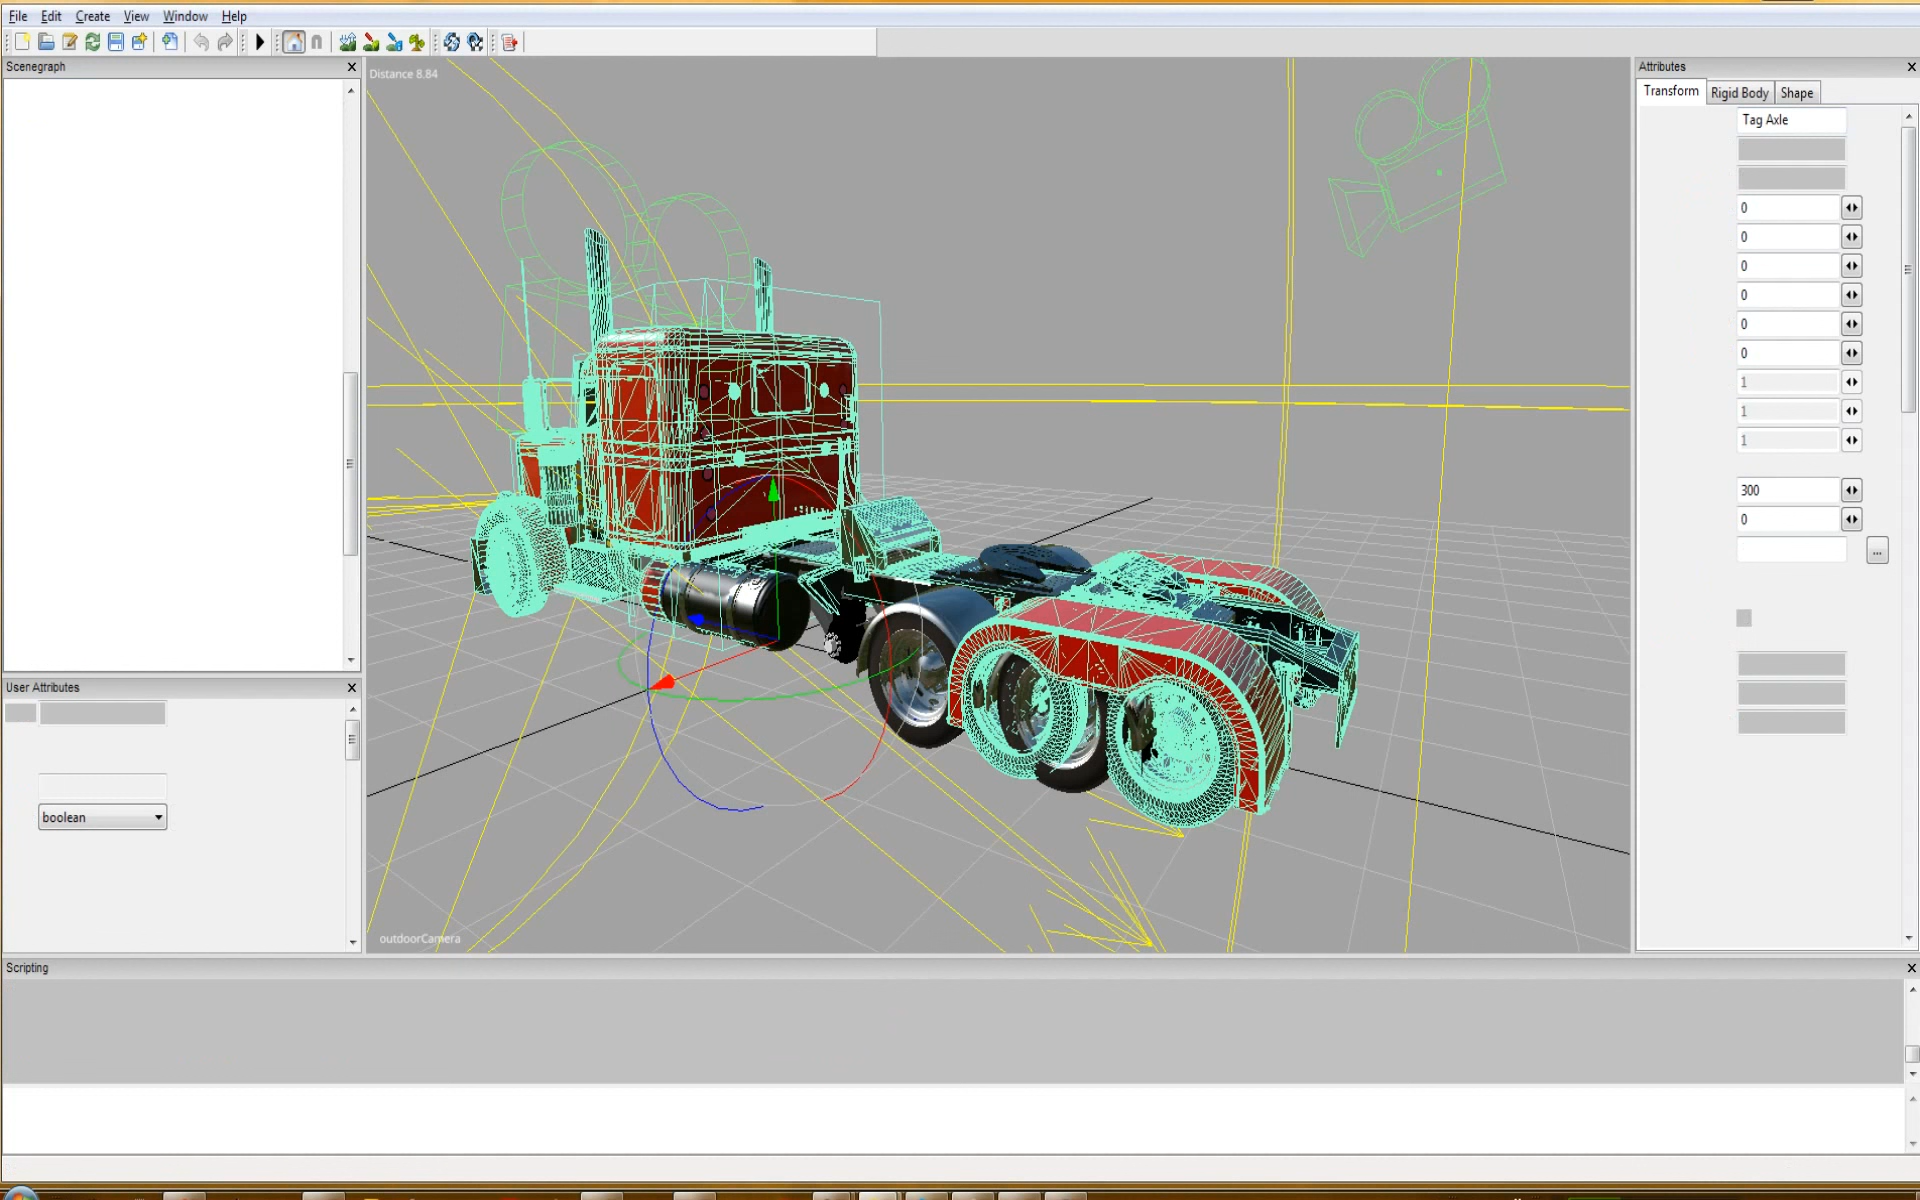 File Edit Create View Window Help
Scenegraph
Distance 8.84
Attributes
Transform Rigid Body Shape
Tag Axle
0
0
0
0
0
0
1
1
1
300
0
...
User Attributes
boolean
outdoorCamera
Scripting